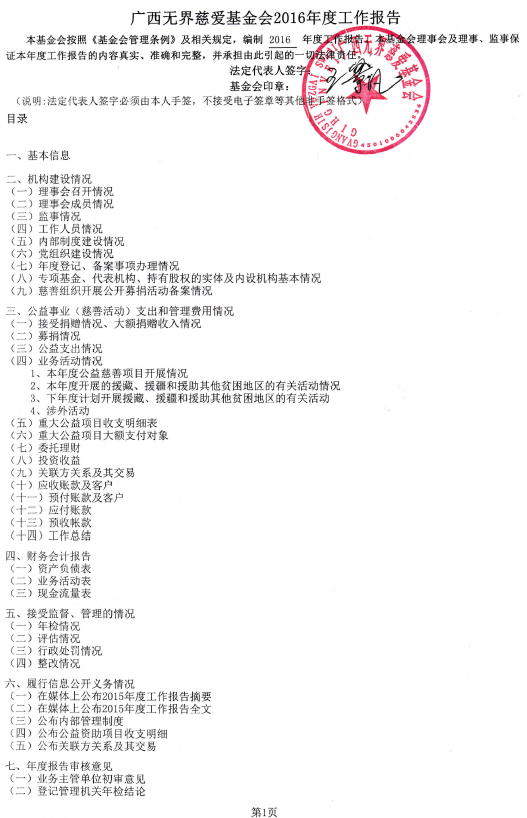 广西无界慈爱基金会2016年度工作报告
本基金会按照《基金会管理条例》及相关规定，编制 2016 年度工作报告。本基金会理事会及理事、监事保
证本年度工作报告的内容真实、准确和完整，并承担由此引起的一切法律责任。
法定代表人签字：
基金会印章：
（说明:法定代表人签字必须由本人手签，不接受电子签章等其他非手签格式）
目录
一、基本信息
二、机构建设情况
（一）理事会召开情况
（二）理事会成员情况
（三）监事情况
（四）工作人员情况
（五）内部制度建设情况
（六）党组织建设情况
（七）年度登记、备案事项办理情况
（八）专项基金、代表机构、持有股权的实体及内设机构基本情况
（九）慈善组织开展公开募捐活动备案情况
三、公益事业（慈善活动）支出和管理费用情况
（一）接受捐赠情况、大额捐赠收入情况
（二）募捐情况
（三）公益支出情况
（四）业务活动情况
1、本年度公益慈善项目开展情况
2、本年度开展的援藏、援疆和援助其他贫困地区的有关活动情况
3、下年度计划开展援藏、援疆和援助其他贫困地区的有关活动
4、涉外活动
（五）重大公益项目收支明细表
（六）重大公益项目大额支付对象
（七）委托理财
（八）投资收益
（九）关联方关系及其交易
（十）应收账款及客户
（十一）预付账款及客户
（十二）应付账款
（十三）预收帐款
（十四）工作总结
四、财务会计报告
（一）资产负债表
（二）业务活动表
（三）现金流量表
五、接受监督、管理的情况
（一）年检情况
（二）评估情况
（三）行政处罚情况
（四）整改情况
六、履行信息公开义务情况
（一）在媒体上公布2015年度工作报告摘要
（二）在媒体上公布2015年度工作报告全文
（三）公布内部管理制度
（四）公布公益资助项目收支明细
（五）公布关联方关系及其交易
七、年度报告审核意见
（一）业务主管单位初审意见
（二）登记管理机关年检结论
第1页